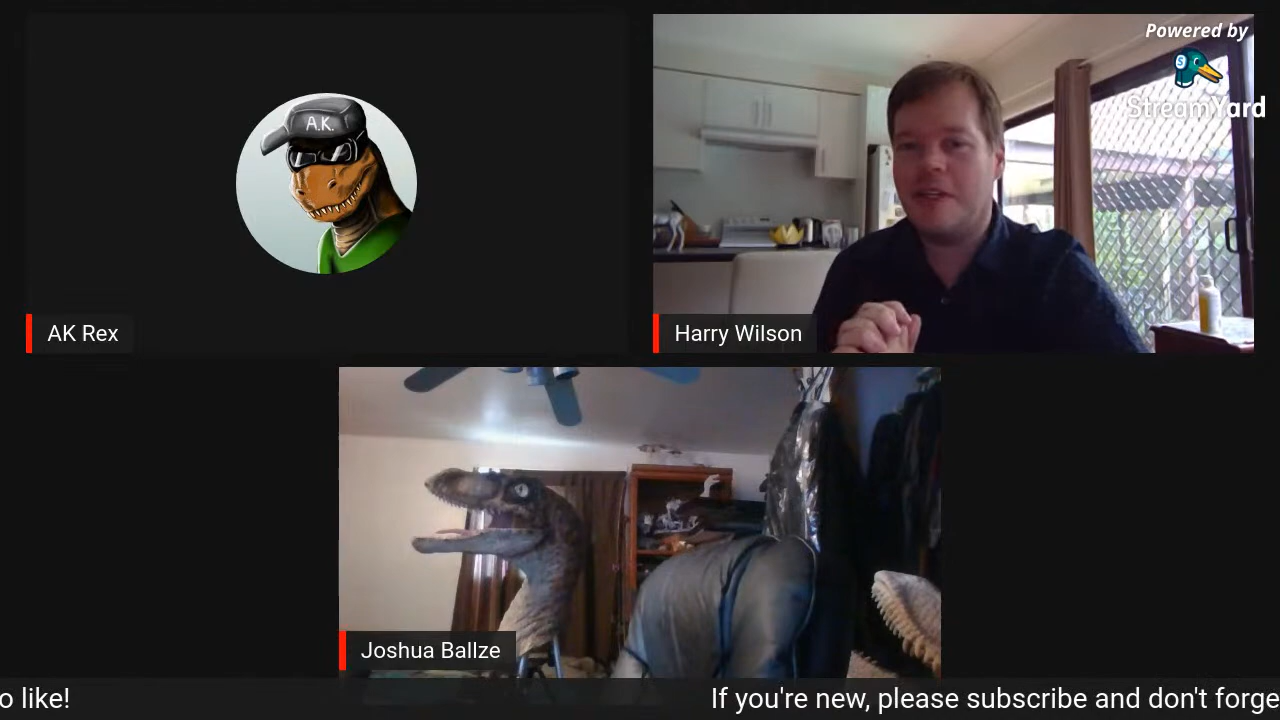 A.K.
Powered by
S
StreamYard
AK Rex
Harry Wilson
Joshua Ballze
o like!
If you're new, please subscribe and don't forge